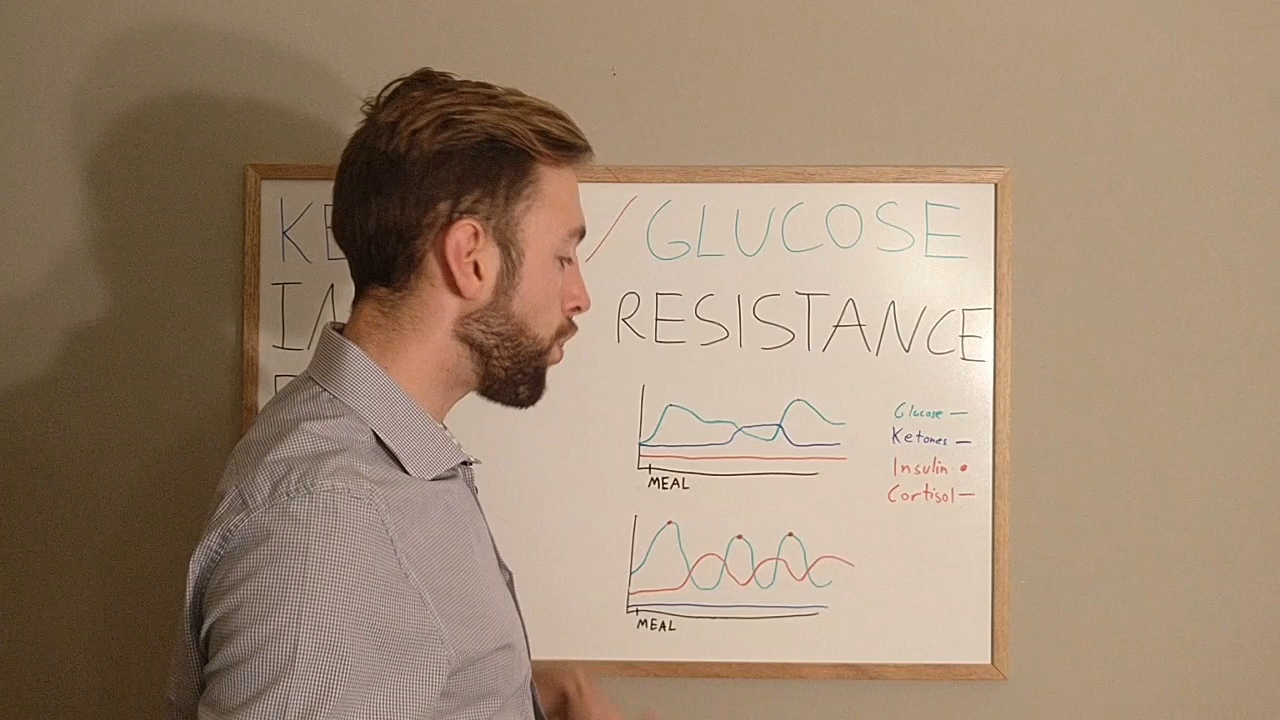 /GLUCOSE
RESISTANCE
Glucose —
Ketones —
Insulin •
Cortisol —
MEAL
MEAL